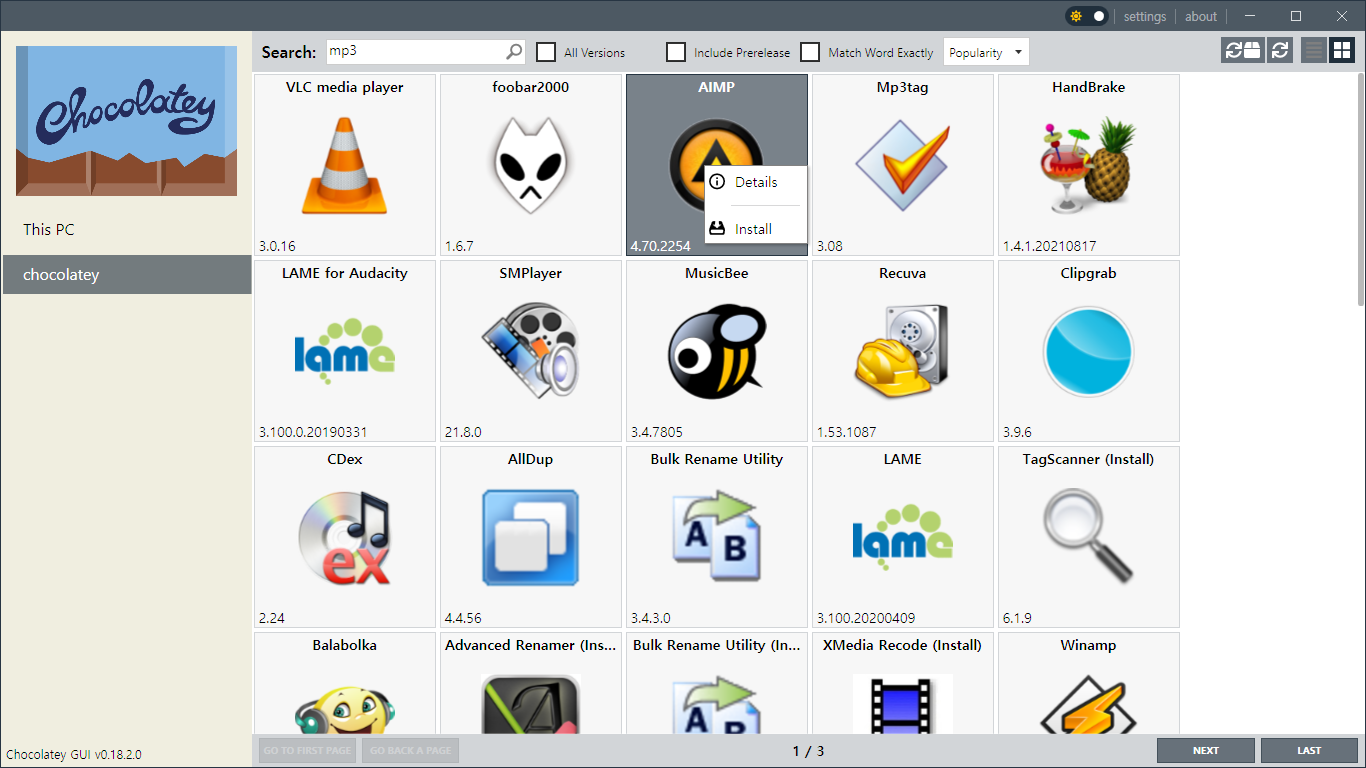 settings
about
Chocolatey
This PC
chocolatey
Chocolatey GUI v0.18.2.0
Search:
mp3
All Versions
Include Prerelease
Match Word Exactly
Popularity
VLC media player
3.0.16
foobar2000
1.6.7
AIMP
4.70.2254
Details
Install
Mp3tag
3.08
HandBrake
1.4.1.20210817
LAME for Audacity
lame
3.100.0.20190331
SMPlayer
21.8.0
MusicBee
3.4.7805
Recuva
1.53.1087
Clipgrab
3.9.6
CDex
ex
2.24
AllDup
4.4.56
Bulk Rename Utility
A
B
3.4.3.0
LAME
lame
3.100.20200409
TagScanner (Install)
6.1.9
Balabolka
Advanced Renamer (Ins...
A
Bulk Rename Utility (In...
A
B
XMedia Recode (Install)
Winamp
GO TO FIRST PAGE
GO BACK A PAGE
1 / 3
NEXT
LAST